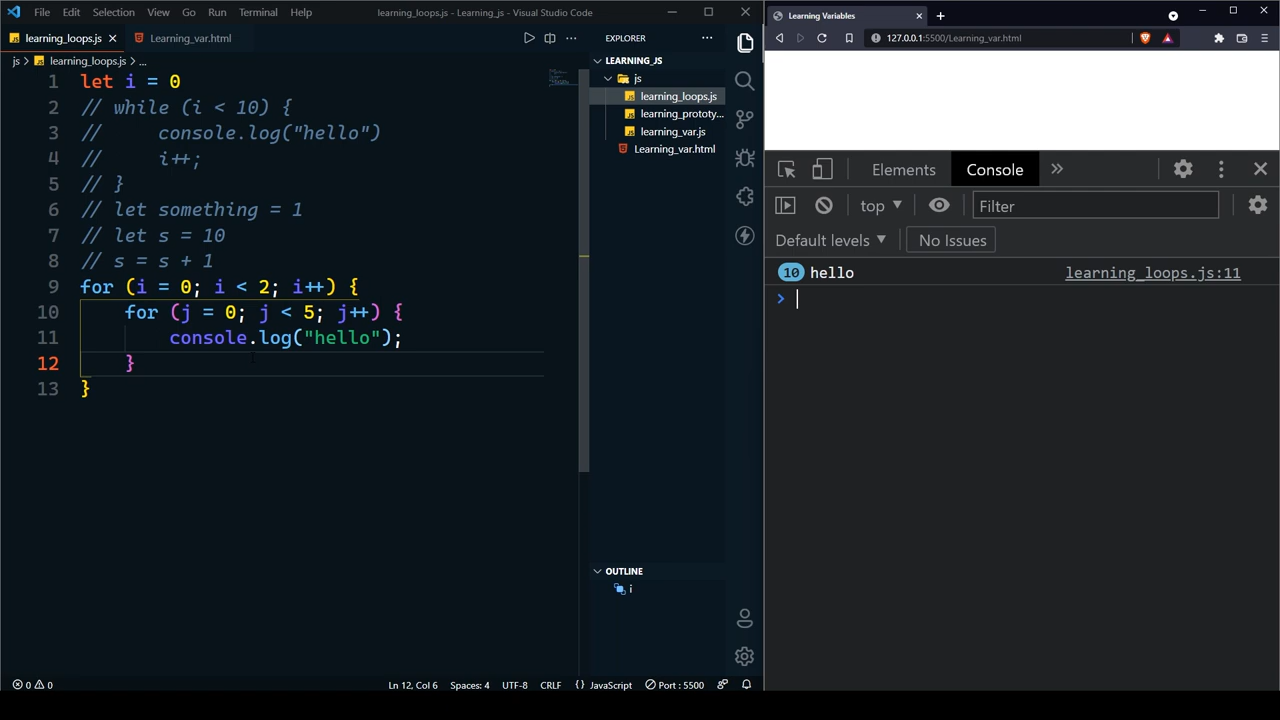 File Edit Selection View Go Run Terminal Help learning_loops.js - Learning_js - Visual Studio Code
learning_loops.js Learning_var.html
js > learning_loops.js > ...
1 let i = 0
2 // while (i < 10) {
3 //     console.log("hello")
4 //     i++;
5 // }
6 // let something = 1
7 // let s = 10
8 // s = s + 1
9 for (i = 0; i < 2; i++) {
10     for (j = 0; j < 5; j++) {
11         console.log("hello");
12     }
13 }
EXPLORER ...
LEARNING_JS
js
learning_loops.js
learning_prototy...
learning_var.js
Learning_var.html
OUTLINE
i
0 0 Ln 12, Col 6 Spaces: 4 UTF-8 CRLF {} JavaScript Port : 5500
Learning Variables
127.0.0.1:5500/Learning_var.html
Elements Console »
top Filter
Default levels No Issues
10 hello learning_loops.js:11
>